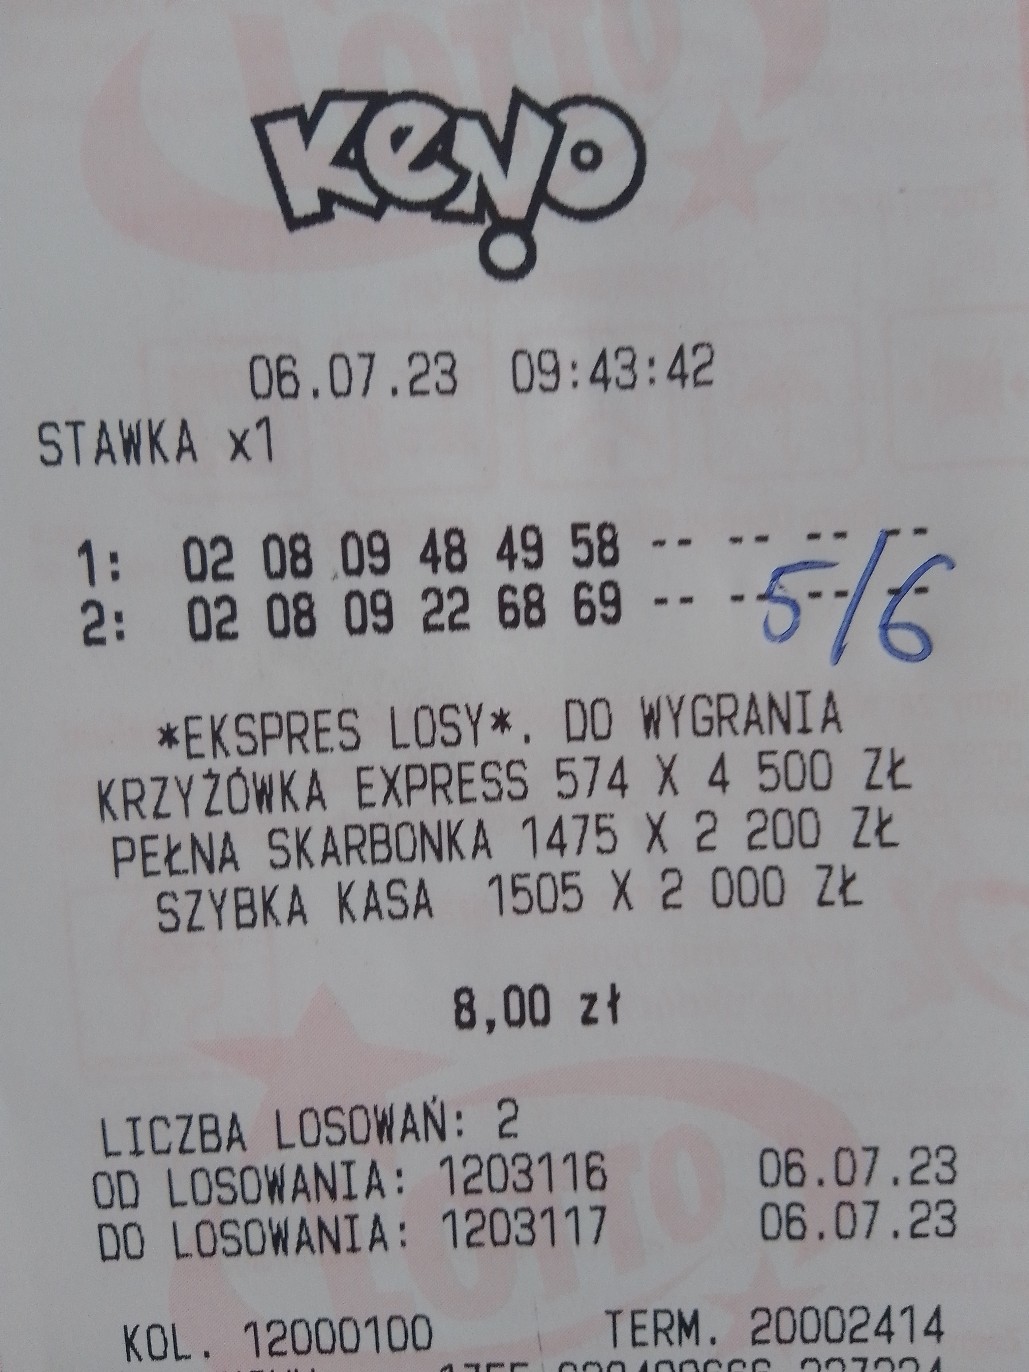 KENO
06.07.23 09:43:42
STAWKA x1
1: 02 08 09 48 49 58 -- -- -- --
2: 02 08 09 22 68 69 -- -- -- --
5/6
*EKSPRES LOSY*. DO WYGRANIA
KRZYŻÓWKA EXPRESS 574 X 4 500 ZŁ
PEŁNA SKARBONKA 1475 X 2 200 ZŁ
SZYBKA KASA 1505 X 2 000 ZŁ
8,00 zł
LICZBA LOSOWAŃ: 2
OD LOSOWANIA: 1203116 06.07.23
DO LOSOWANIA: 1203117 06.07.23
KOL. 12000100 TERM. 20002414